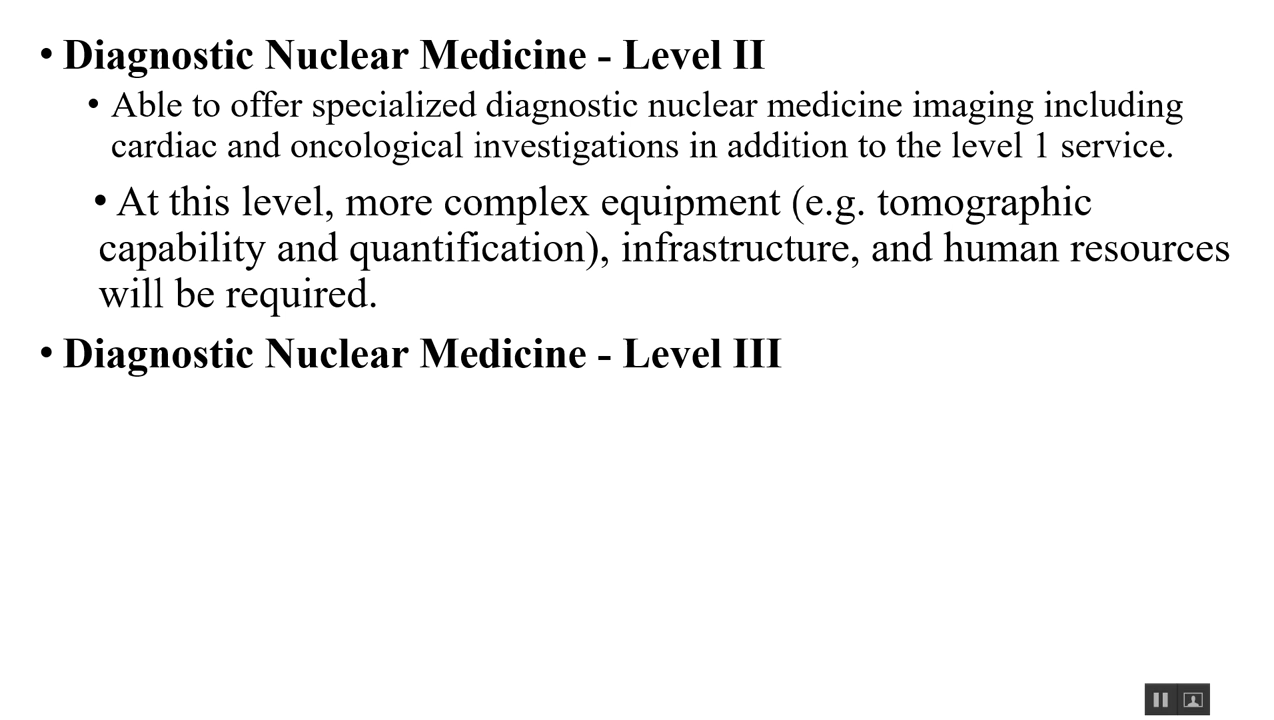 • Diagnostic Nuclear Medicine - Level II
• Able to offer specialized diagnostic nuclear medicine imaging including
cardiac and oncological investigations in addition to the level 1 service.
• At this level, more complex equipment (e.g. tomographic
capability and quantification), infrastructure, and human resources
will be required.
• Diagnostic Nuclear Medicine - Level III